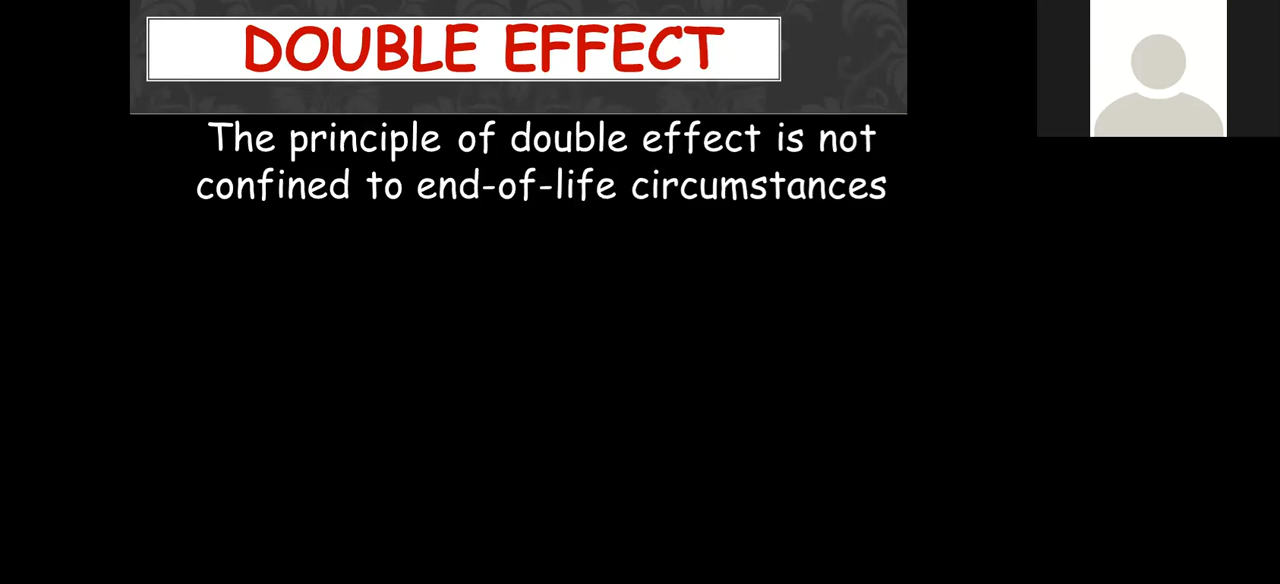 DOUBLE EFFECT
The principle of double effect is not
confined to end-of-life circumstances